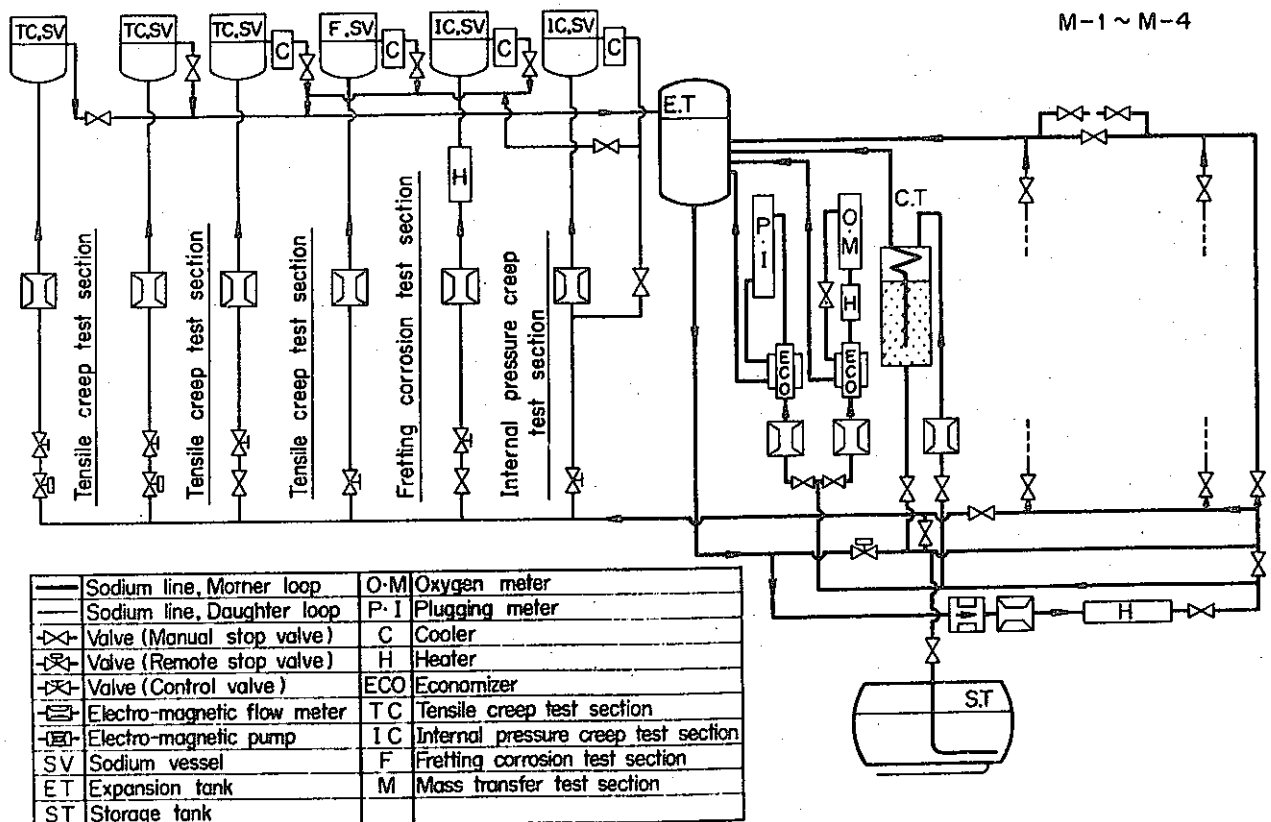 M-1 ~ M-4
TC.SV
TC.SV
TC.SV
C
F.SV
C
IC.SV
C
IC.SV
C
E.T
H
C.T
P.I
O.M
H
ECO
ECO
Tensile creep test section
Tensile creep test section
Tensile creep test section
Fretting corrosion test section
Internal pressure creep
test section
H
S.T
Sodium line, Morner loop O·M Oxygen meter
Sodium line, Daughter loop P·I Plugging meter
Valve (Manual stop valve) C Cooler
Valve (Remote stop valve) H Heater
Valve (Control valve) ECO Economizer
Electro-magnetic flow meter TC Tensile creep test section
Electro-magnetic pump IC Internal pressure creep test section
SV Sodium vessel F Fretting corrosion test section
ET Expansion tank M Mass transfer test section
ST Storage tank